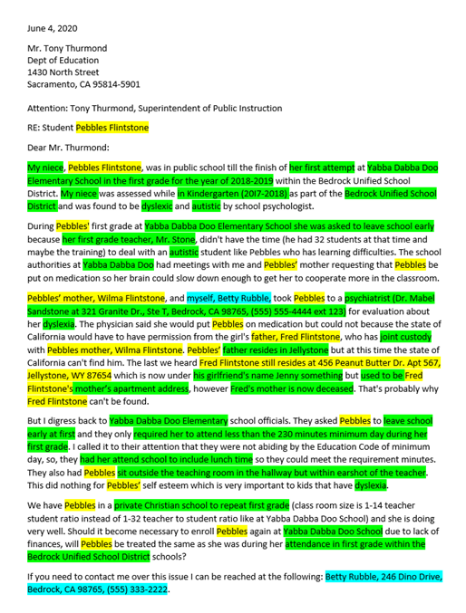 June 4, 2020
Mr. Tony Thurmond
Dept of Education
1430 North Street
Sacramento, CA 95814-5901
Attention: Tony Thurmond, Superintendent of Public Instruction
RE: Student Pebbles Flintstone
Dear Mr. Thurmond:
My niece, Pebbles Flintstone, was in public school till the finish of her first attempt at Yabba Dabba Doo
Elementary School in the first grade for the year of 2018-2019 within the Bedrock Unified School
District. My niece was assessed while in Kindergarten (2017-2018) as part of the Bedrock Unified School
District and was found to be dyslexic and autistic by school psychologist.
During Pebbles' first grade at Yabba Dabba Doo Elementary School she was asked to leave school early
because her first grade teacher, Mr. Stone, didn't have the time (he had 32 students at that time and
maybe the training) to deal with an autistic student like Pebbles who has learning difficulties. The school
authorities at Yabba Dabba Doo had meetings with me and Pebbles' mother requesting that Pebbles be
put on medication so her brain could slow down enough to get her to cooperate more in the classroom.
Pebbles' mother, Wilma Flintstone, and myself, Betty Rubble, took Pebbles to a psychiatrist (Dr. Mabel
Sandstone at 321 Granite Dr., Ste T, Bedrock, CA 98765, (555) 555-4444 ext 123) for evaluation about
her dyslexia. The physician said she would put Pebbles on medication but could not because the state of
California would have to have permission from the girl's father, Fred Flintstone, who has joint custody
with Pebbles mother, Wilma Flintstone. Pebbles' father resides in Jellystone but at this time the state of
California can't find him. The last we heard Fred Flintstone still resides at 456 Peanut Butter Dr. Apt 567,
Jellystone, WY 87654 which is now under his girlfriend's name Jenny something but used to be Fred
Flintstone's mother's apartment address, however Fred's mother is now deceased. That's probably why
Fred Flintstone can't be found.
But I digress back to Yabba Dabba Doo Elementary school officials. They asked Pebbles to leave school
early at first and they only required her to attend less than the 230 minutes minimum day during her
first grade. I called it to their attention that they were not abiding by the Education Code of minimum
day, so, they had her attend school to include lunch time so they could meet the requirement minutes.
They also had Pebbles sit outside the teaching room in the hallway but within earshot of the teacher.
This did nothing for Pebbles' self esteem which is very important to kids that have dyslexia.
We have Pebbles in a private Christian school to repeat first grade (class room size is 1-14 teacher
student ratio instead of 1-32 teacher to student ratio like at Yabba Dabba Doo School) and she is doing
very well. Should it become necessary to enroll Pebbles again at Yabba Dabba Doo School due to lack of
finances, will Pebbles be treated the same as she was during her attendance in first grade within the
Bedrock Unified School District schools?
If you need to contact me over this issue I can be reached at the following: Betty Rubble, 246 Dino Drive,
Bedrock, CA 98765, (555) 333-2222.